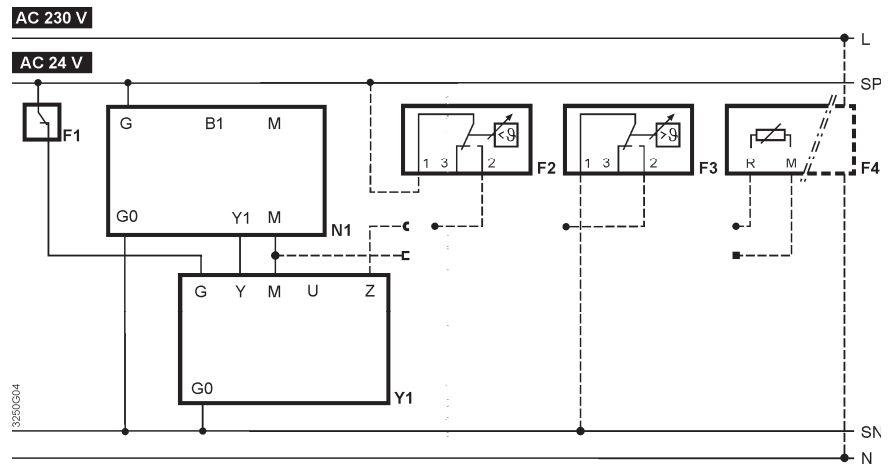 AC 230 V
L
AC 24 V
SP
F1
G B1 M
G0 Y1 M
N1
1 3 2
<ϑ
F2
1 3 2
>ϑ
F3
R M
F4
G Y M U Z
G0
Y1
3250G04
SN
N